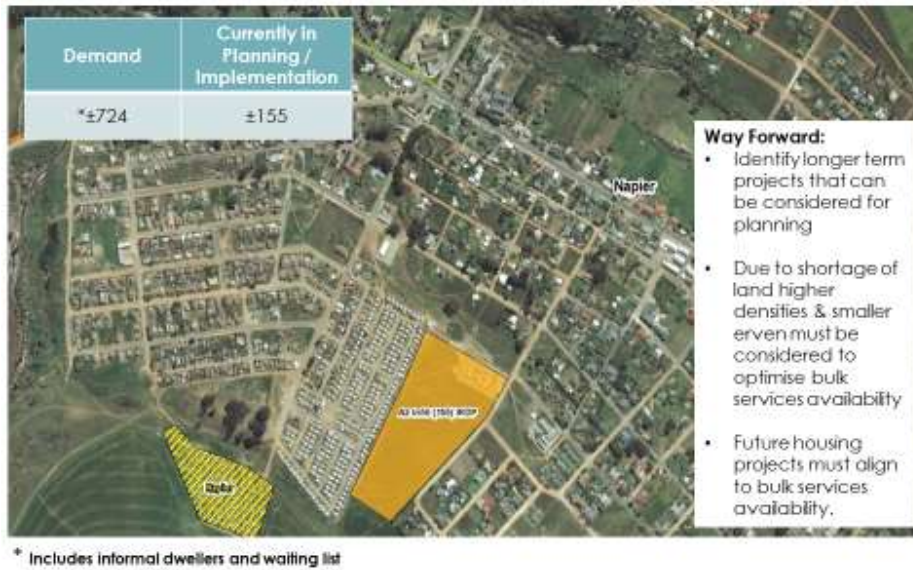 Demand
Currently in
Planning /
Implementation
*±724
±155
Napier
Way Forward:
• Identify longer term
projects that can
be considered for
planning
• Due to shortage of
land higher
densities & smaller
erven must be
considered to
optimise bulk
services availability
• Future housing
projects must align
to bulk services
availability.
* Includes informal dwellers and waiting list